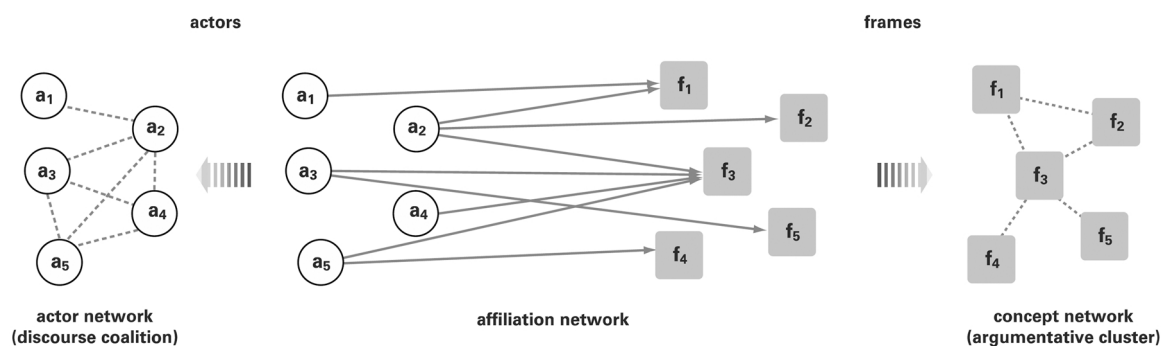 actors
frames
a1
a2
a3
a4
a5
a1
a2
a3
a4
a5
f1
f2
f3
f5
f4
f1
f2
f3
f5
f4
actor network
(discourse coalition)
affiliation network
concept network
(argumentative cluster)